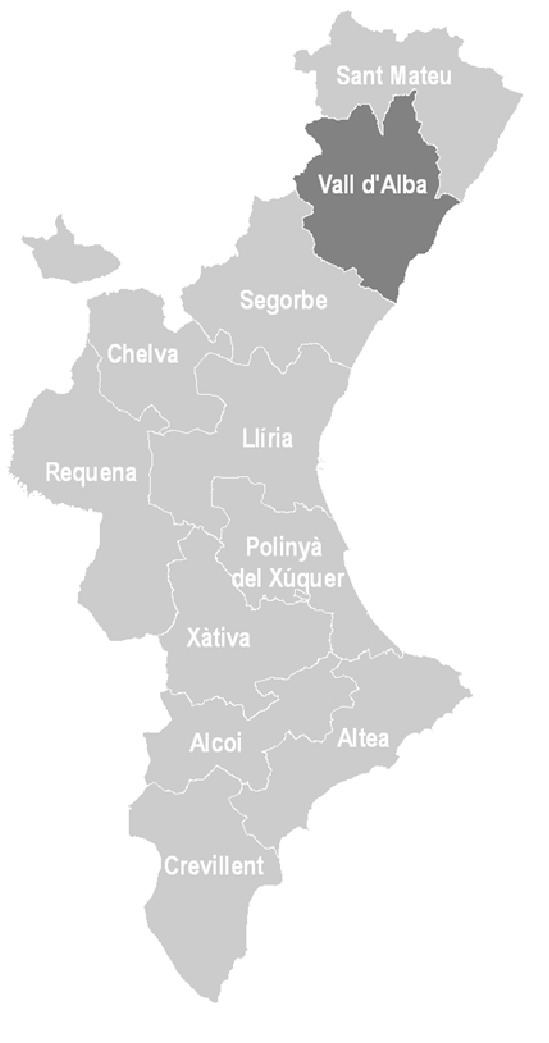 Sant Mateu
Vall d'Alba
Segorbe
Chelva
Llíria
Requena
Polinyà
del Xúquer
Xàtiva
Alcoi
Altea
Crevillent